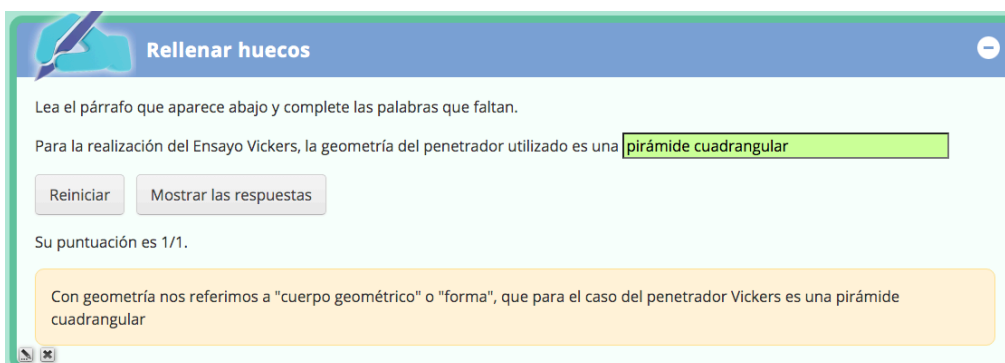 Rellenar huecos
Lea el párrafo que aparece abajo y complete las palabras que faltan.
Para la realización del Ensayo Vickers, la geometría del penetrador utilizado es una pirámide cuadrangular
Reiniciar Mostrar las respuestas
Su puntuación es 1/1.
Con geometría nos referimos a "cuerpo geométrico" o "forma", que para el caso del penetrador Vickers es una pirámide
cuadrangular